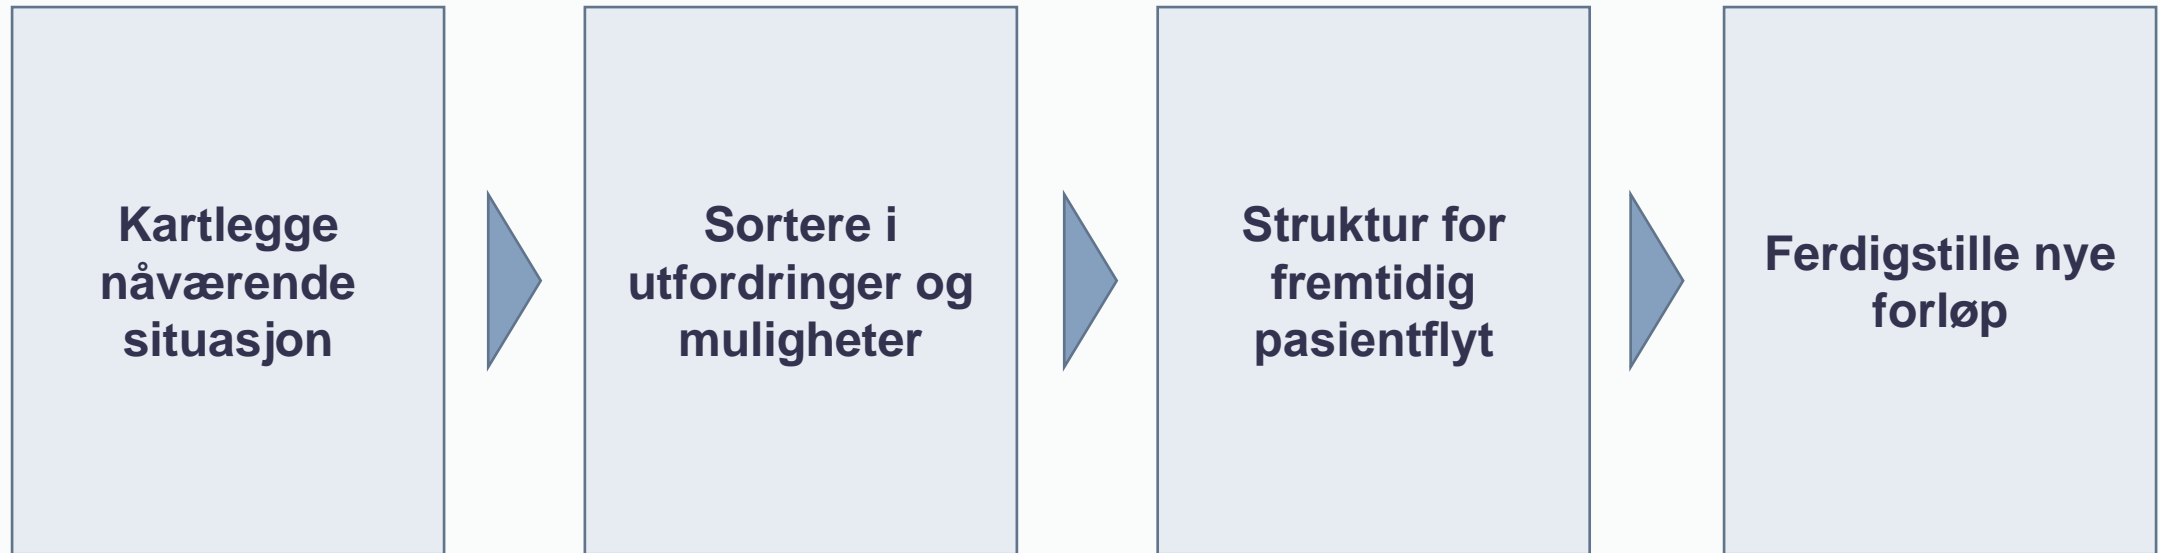 Kartlegge
nåværende
situasjon
Sortere i
utfordringer og
muligheter
Struktur for
fremtidig
pasientflyt
Ferdigstille nye
forløp